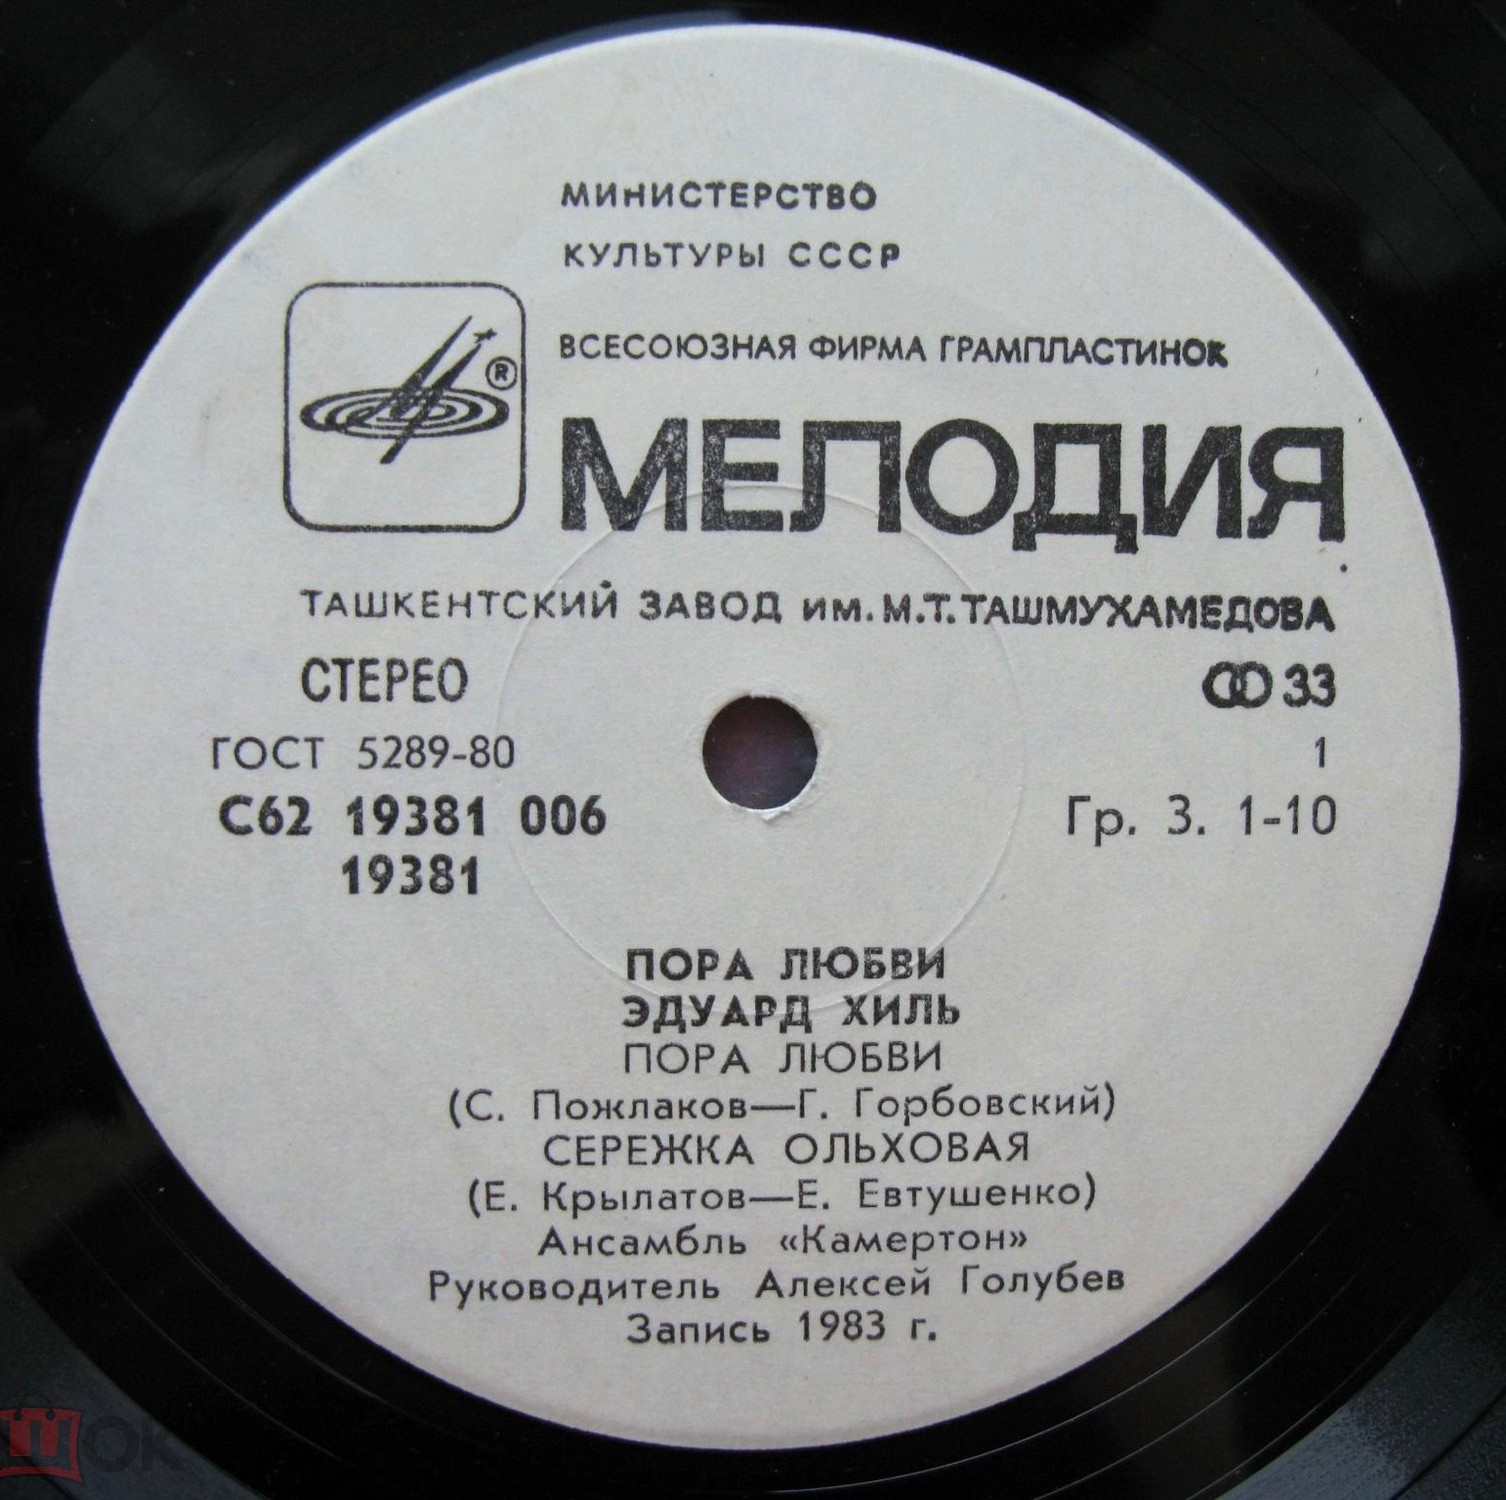 МИНИСТЕРСТВО
КУЛЬТУРЫ СССР
ВСЕСОЮЗНАЯ ФИРМА ГРАМПЛАСТИНОК
®
МЕЛОДИЯ
ТАШКЕНТСКИЙ ЗАВОД им. М.Т. ТАШМУХАМЕДОВА
СТЕРЕО 33
ГОСТ 5289-80 1
С62 19381 006 Гр. 3. 1-10
19381
ПОРА ЛЮБВИ
ЭДУАРД ХИЛЬ
ПОРА ЛЮБВИ
(С. Пожлаков—Г. Горбовский)
СЕРЕЖКА ОЛЬХОВАЯ
(Е. Крылатов—Е. Евтушенко)
Ансамбль «Камертон»
Руководитель Алексей Голубев
Запись 1983 г.